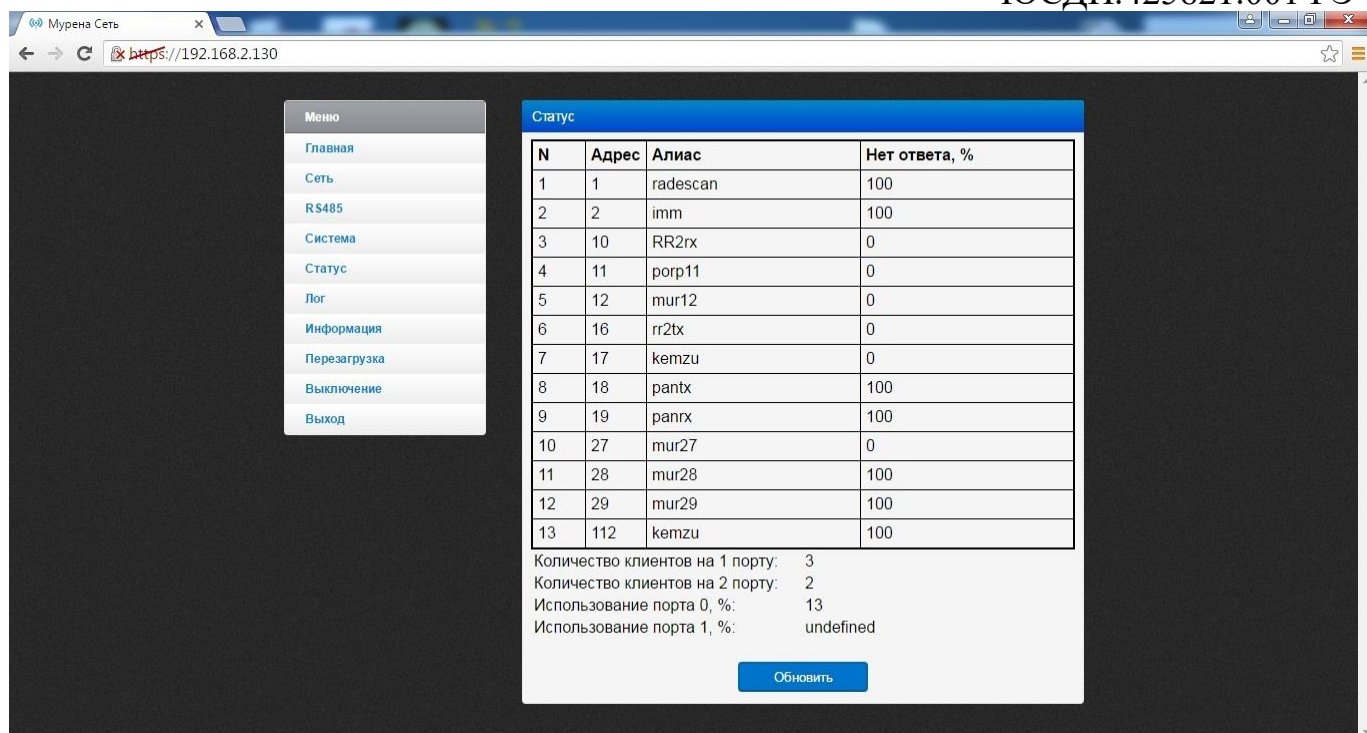 Мурена Сеть
https://192.168.2.130
Меню
Главная
Сеть
RS485
Система
Статус
Лог
Информация
Перезагрузка
Выключение
Выход
Статус
N Адрес Алиас Нет ответа, %
1 1 radescan 100
2 2 imm 100
3 10 RR2rx 0
4 11 porp11 0
5 12 mur12 0
6 16 rr2tx 0
7 17 kemzu 0
8 18 pantx 100
9 19 panrx 100
10 27 mur27 0
11 28 mur28 100
12 29 mur29 100
13 112 kemzu 100
Количество клиентов на 1 порту: 3
Количество клиентов на 2 порту: 2
Использование порта 0, %: 13
Использование порта 1, %: undefined
Обновить